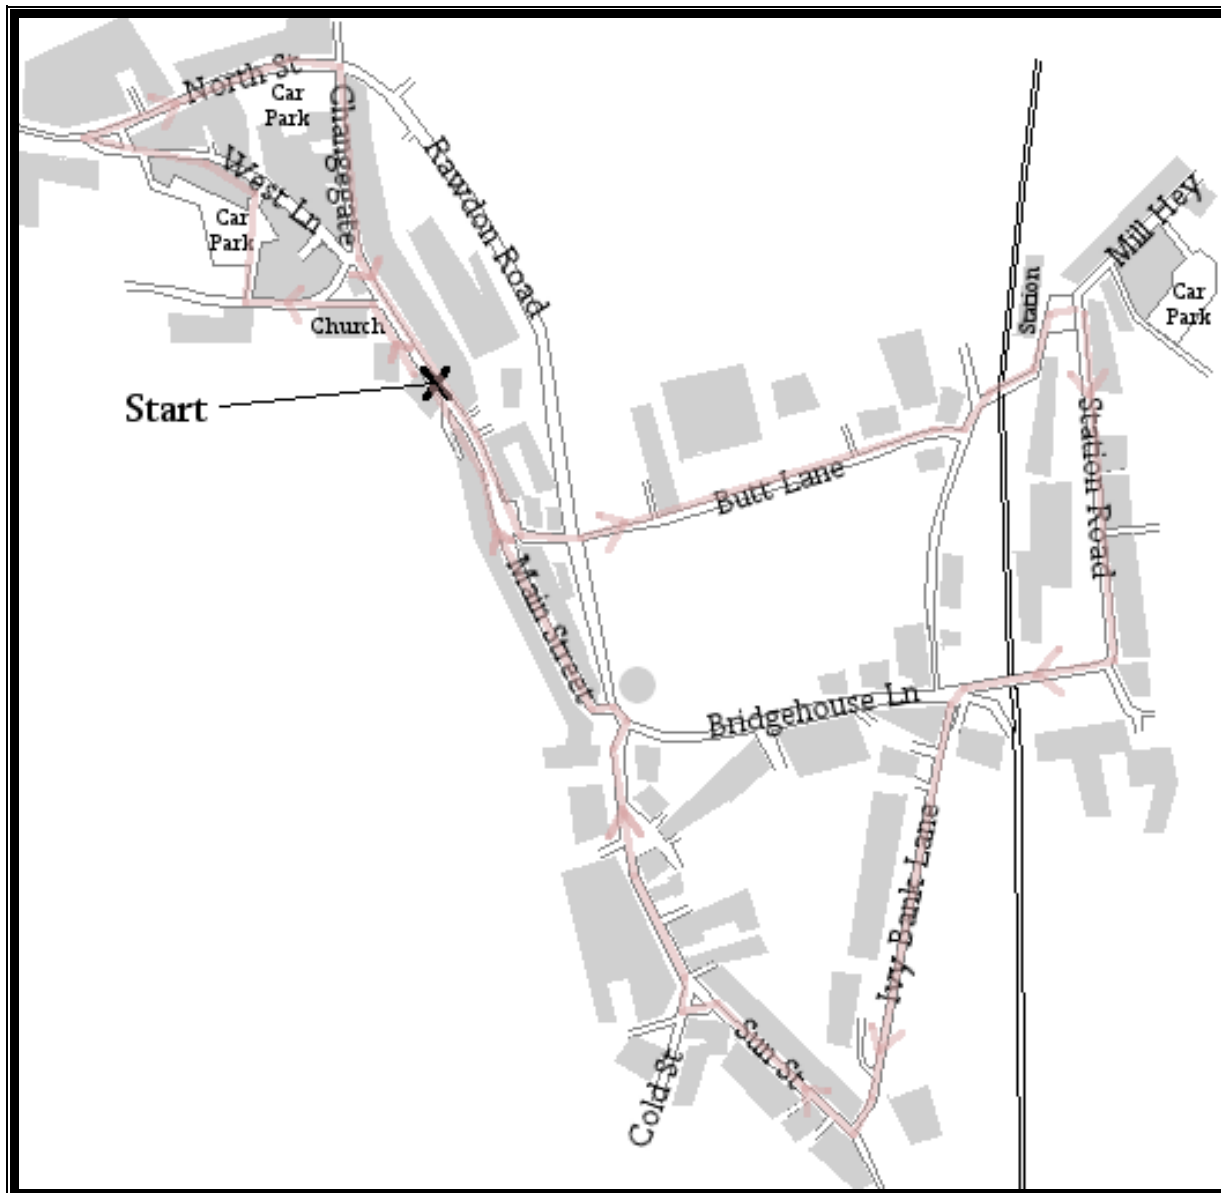 North St
Car
Park
Changegate
Rawdon Road
West Ln
Car
Park
Mill Hey
Station
Car
Park
Church
Start
Station Road
Butt Lane
Main Street
Bridgehouse Ln
Ivy Bank Lane
Sun St
Cold St